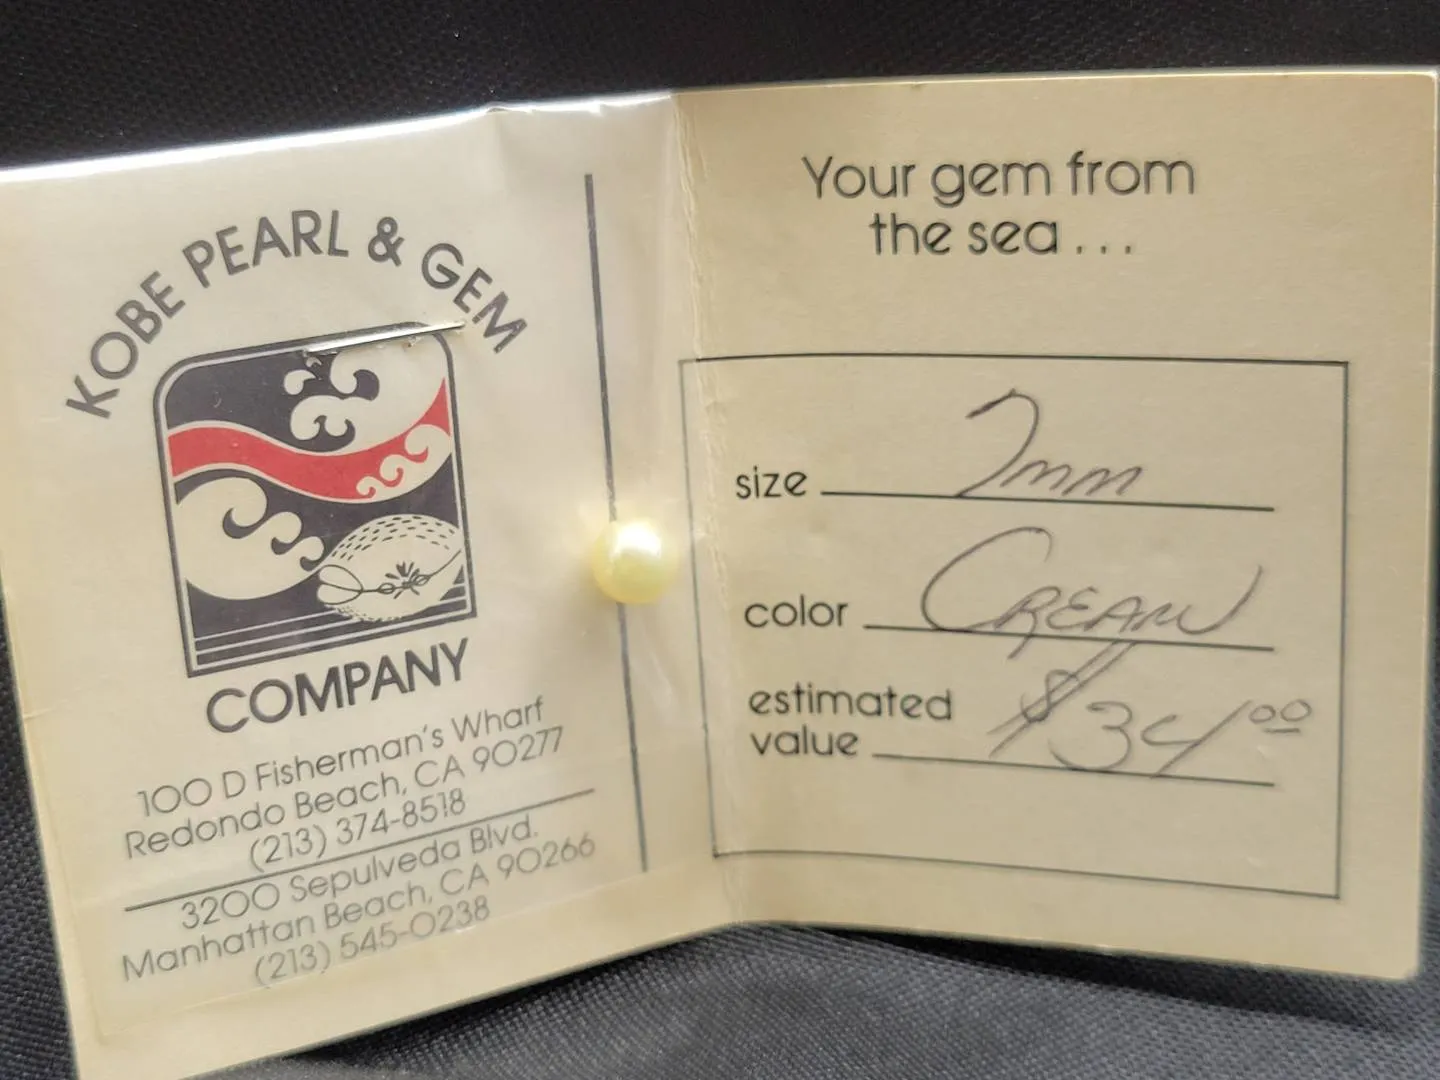 KOBE PEARL & GEM
COMPANY
100 D Fisherman's Wharf
Redondo Beach, CA 90277
(213) 374-8518
3200 Sepulveda Blvd.
Manhattan Beach, CA 90266
(213) 545-0238
Your gem from
the sea...
size 7mm
color CREAM
estimated
value $34.00